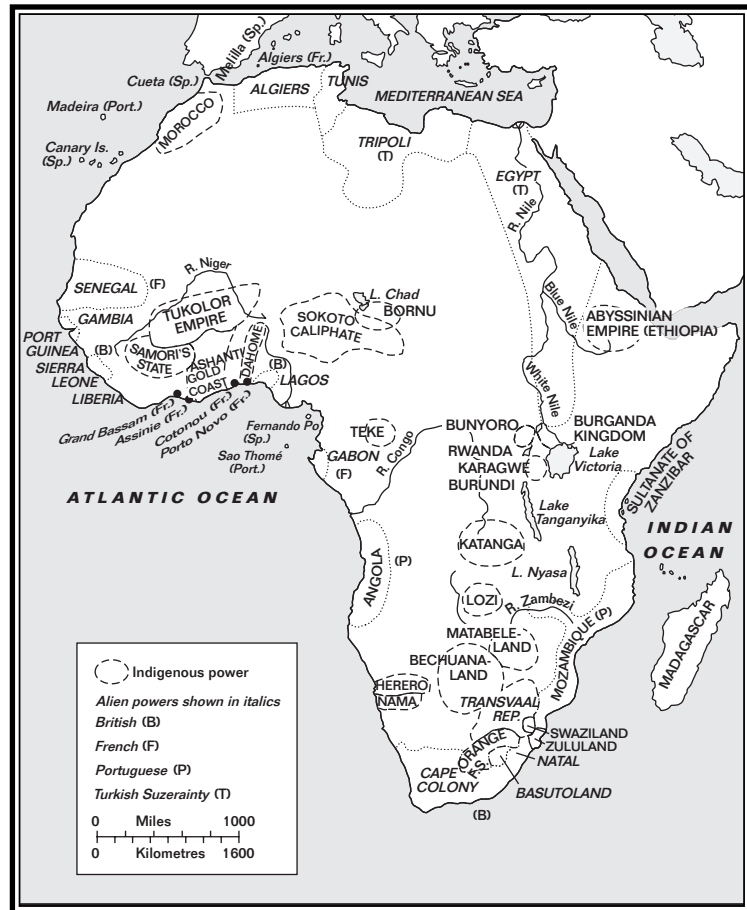 Melilla (Sp.)
Algiers (Fr.)
Cueta (Sp.)
Madeira (Port.)
Canary Is.
(Sp.)
MOROCCO
ALGIERS
TUNIS
MEDITERRANEAN SEA
TRIPOLI
(T)
EGYPT
(T)
R. Nile
SENEGAL
(F)
GAMBIA
PORT
GUINEA
(B)
SIERRA
LEONE
LIBERIA
R. Niger
TUKOLOR
EMPIRE
SAMORI'S
STATE
ASHANTI
GOLD
COAST
DAHOMEY
(B)
LAGOS
SOKOTO
CALIPHATE
L. Chad
BORNU
Blue Nile
ABYSSINIAN
EMPIRE (ETHIOPIA)
White Nile
Grand Bassam (Fr.)
Assinie (Fr.)
Cotonou (Fr.)
Porto Novo (Fr.)
Fernando Po
(Sp.)
Sao Thomé
(Port.)
TEKE
GABON
(F)
R. Congo
BUNYORO
RWANDA
KARAGWE
BURUNDI
BURGANDA
KINGDOM
Lake
Victoria
SULTANATE OF
ZANZIBAR
ATLANTIC OCEAN
Lake
Tanganyika
INDIAN
OCEAN
KATANGA
ANGOLA
(P)
L. Nyasa
LOZI
R. Zambezi
MATABELE-
LAND
BECHUANA-
LAND
MOZAMBIQUE (P)
MADAGASCAR
HERERO
NAMA
TRANSVAAL
REP.
SWAZILAND
ZULULAND
NATAL
ORANGE
F.S.
CAPE
COLONY
BASUTOLAND
(B)
Indigenous power
Alien powers shown in italics
British (B)
French (F)
Portuguese (P)
Turkish Suzerainty (T)
0 Miles 1000
0 Kilometres 1600